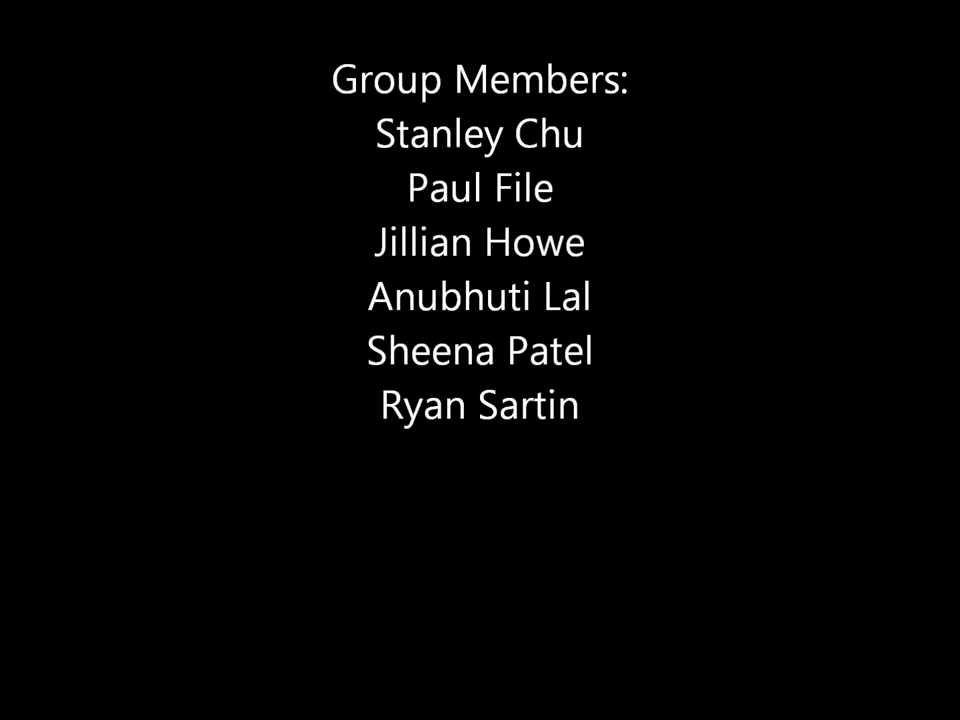 Group Members:
Stanley Chu
Paul File
Jillian Howe
Anubhuti Lal
Sheena Patel
Ryan Sartin